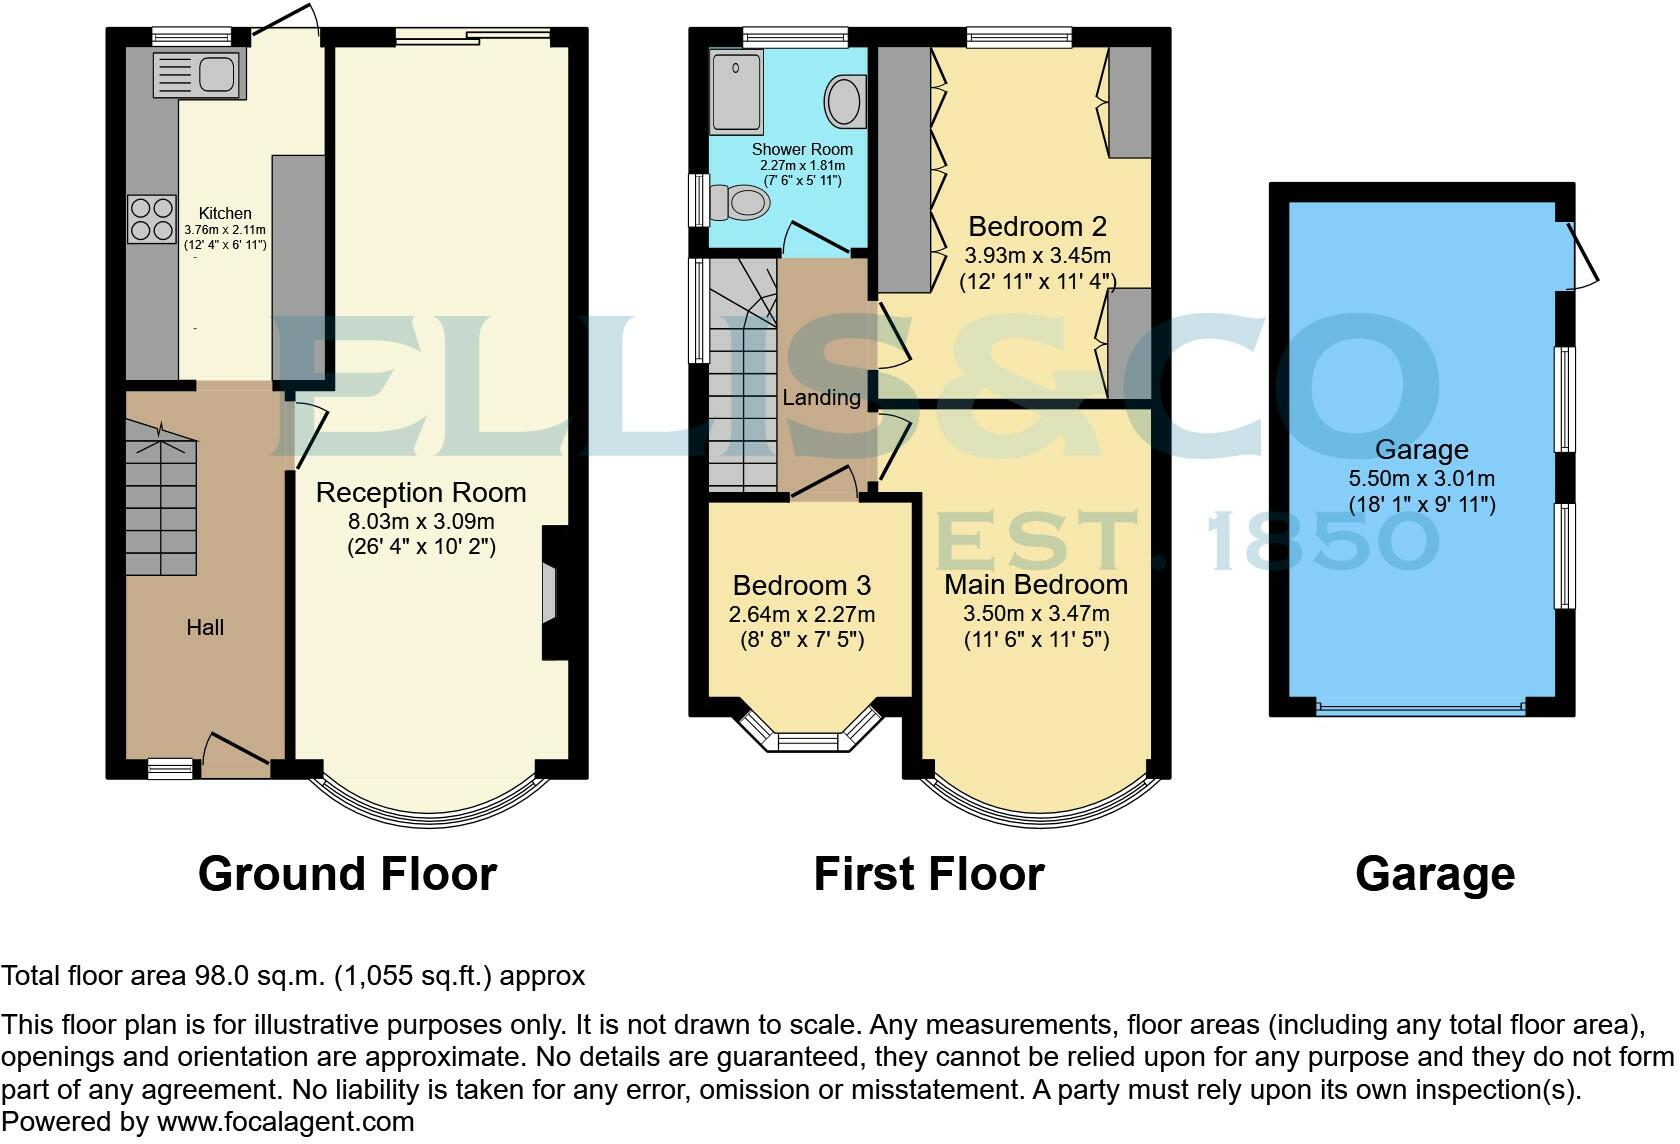 Kitchen
3.76m x 2.11m
(12' 4" x 6' 11")
Reception Room
8.03m x 3.09m
(26' 4" x 10' 2")
Hall
Shower Room
2.27m x 1.81m
(7' 6" x 5' 11")
Bedroom 2
3.93m x 3.45m
(12' 11" x 11' 4")
Landing
Bedroom 3
2.64m x 2.27m
(8' 8" x 7' 5")
Main Bedroom
3.50m x 3.47m
(11' 6" x 11' 5")
Garage
5.50m x 3.01m
(18' 1" x 9' 11")
ELLIS&CO
EST. 1850
Ground Floor
First Floor
Garage
Total floor area 98.0 sq.m. (1,055 sq.ft.) approx
This floor plan is for illustrative purposes only. It is not drawn to scale. Any measurements, floor areas (including any total floor area),
openings and orientation are approximate. No details are guaranteed, they cannot be relied upon for any purpose and they do not form
part of any agreement. No liability is taken for any error, omission or misstatement. A party must rely upon its own inspection(s).
Powered by www.focalagent.com